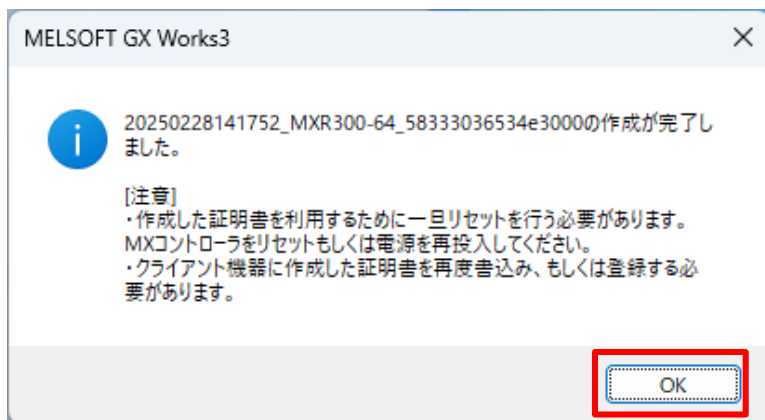 MELSOFT GX Works3
20250228141752_MXR300-64_58333036534e3000の作成が完了し
ました。
[注意]
・作成した証明書を利用するために一旦リセットを行う必要があります。
MXコントローラをリセットもしくは電源を再投入してください。
・クライアント機器に作成した証明書を再度書込み、もしくは登録する必
要があります。
OK